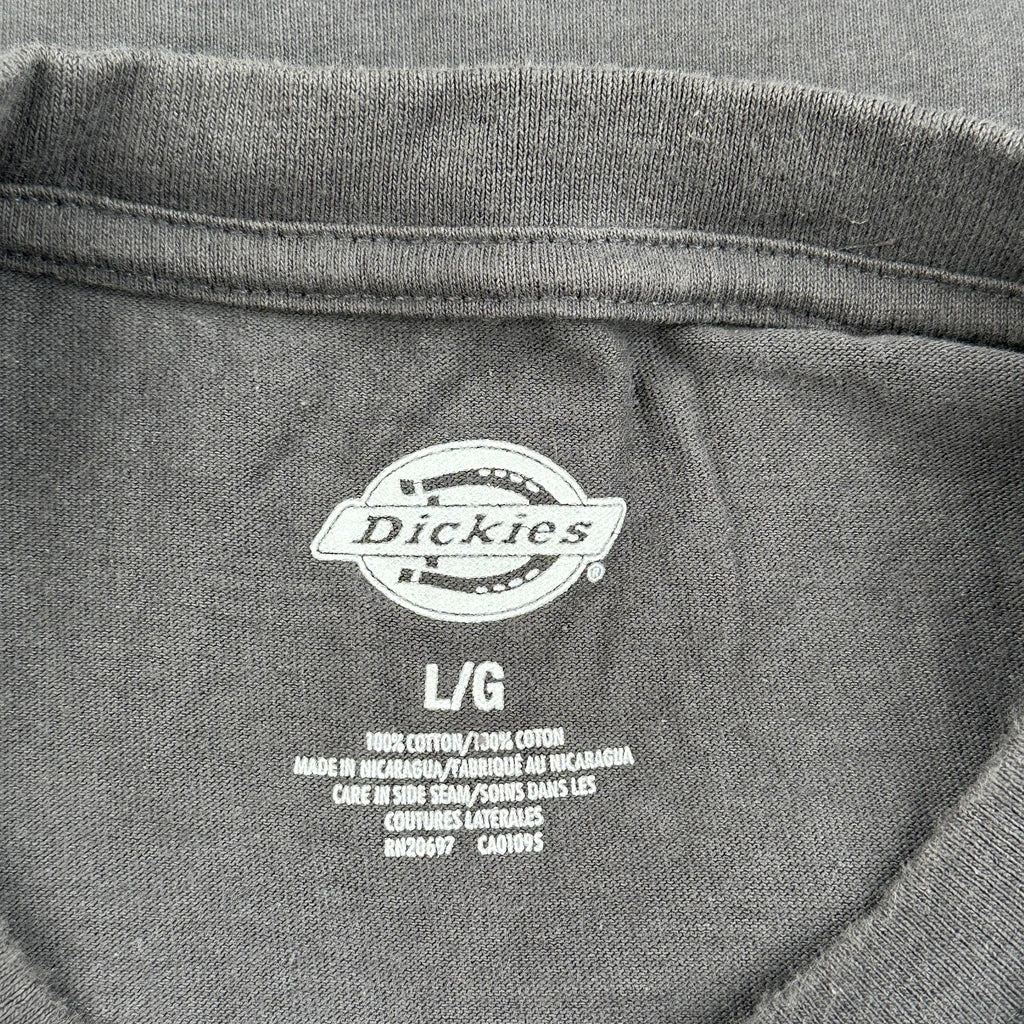 Dickies
®
L/G
100% COTTON/100% COTON
MADE IN NICARAGUA/FABRIQUE AU NICARAGUA
CARE IN SIDE SEAM/SOINS DANS LES
COUTURES LATERALES
RN20697 CA01095